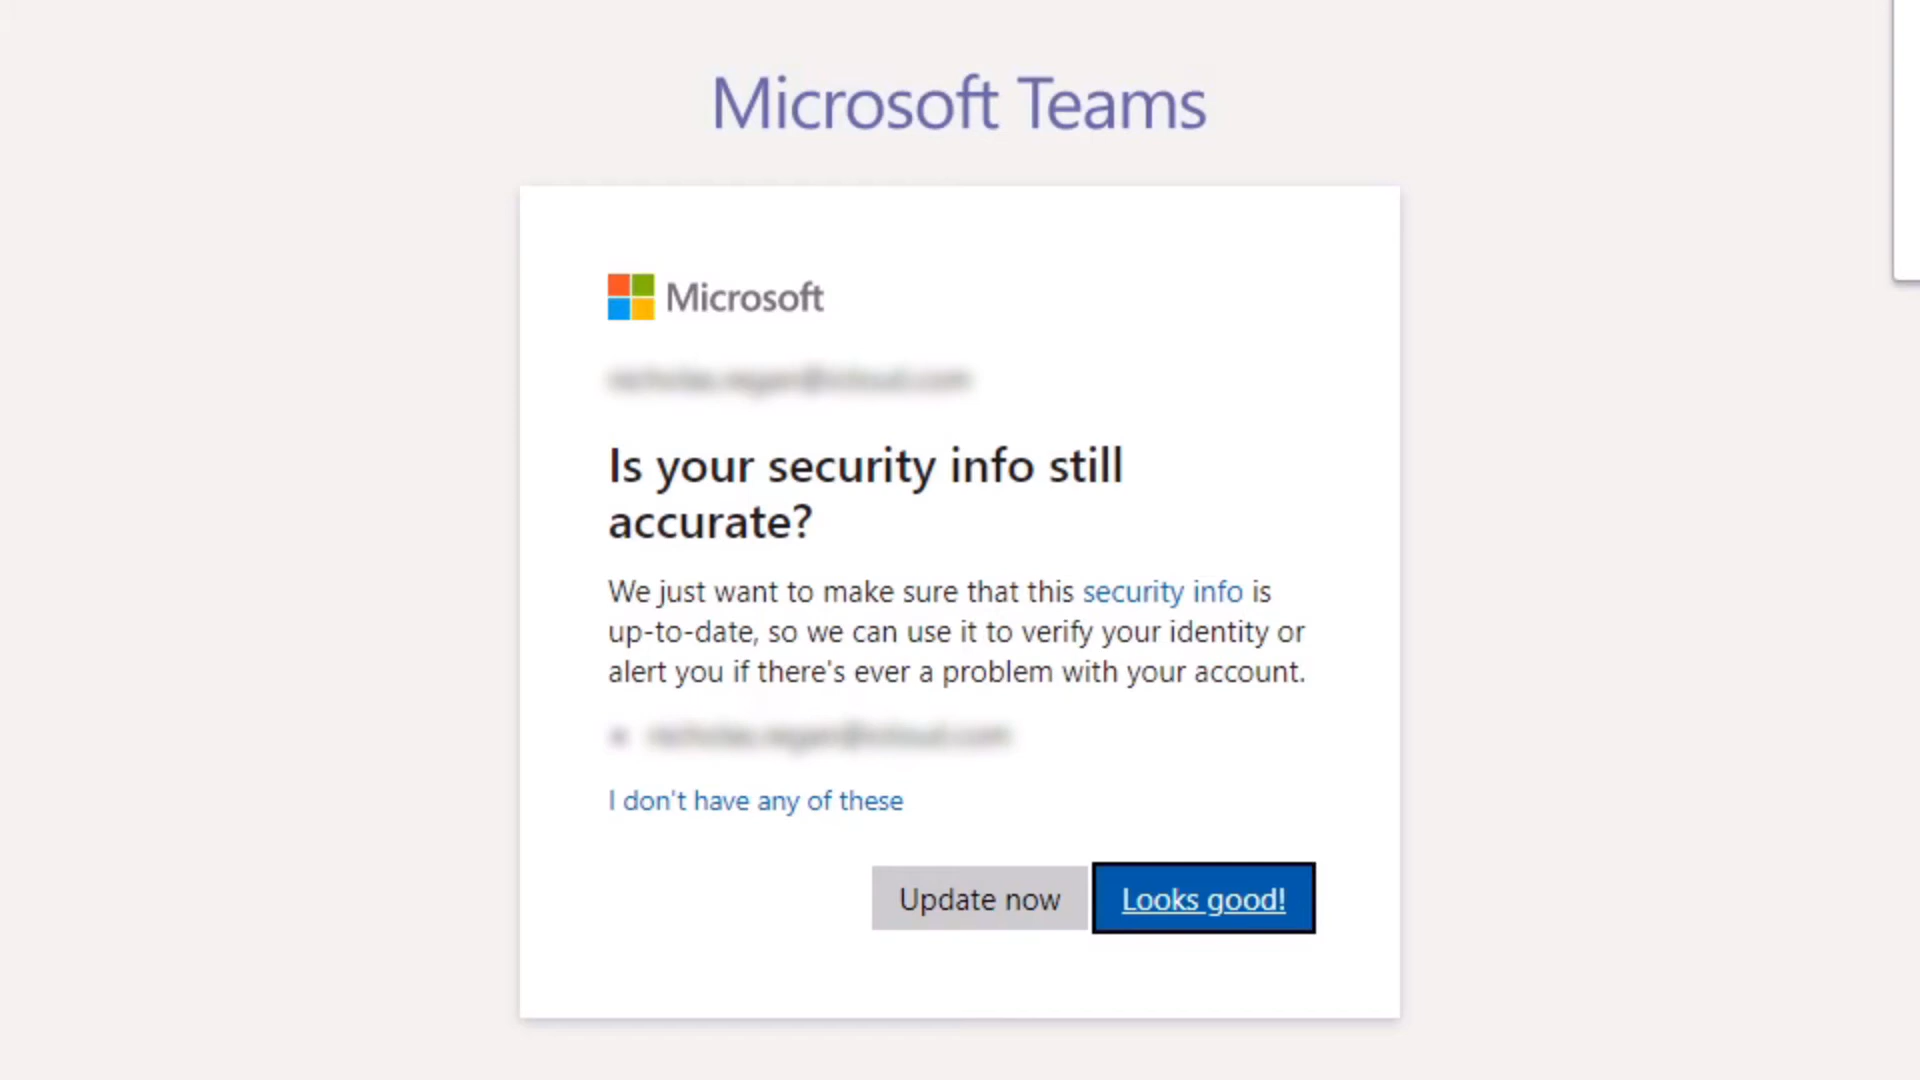 Microsoft Teams
Microsoft
Is your security info still
accurate?
We just want to make sure that this security info is
up-to-date, so we can use it to verify your identity or
alert you if there's ever a problem with your account.
I don't have any of these
Update now
Looks good!